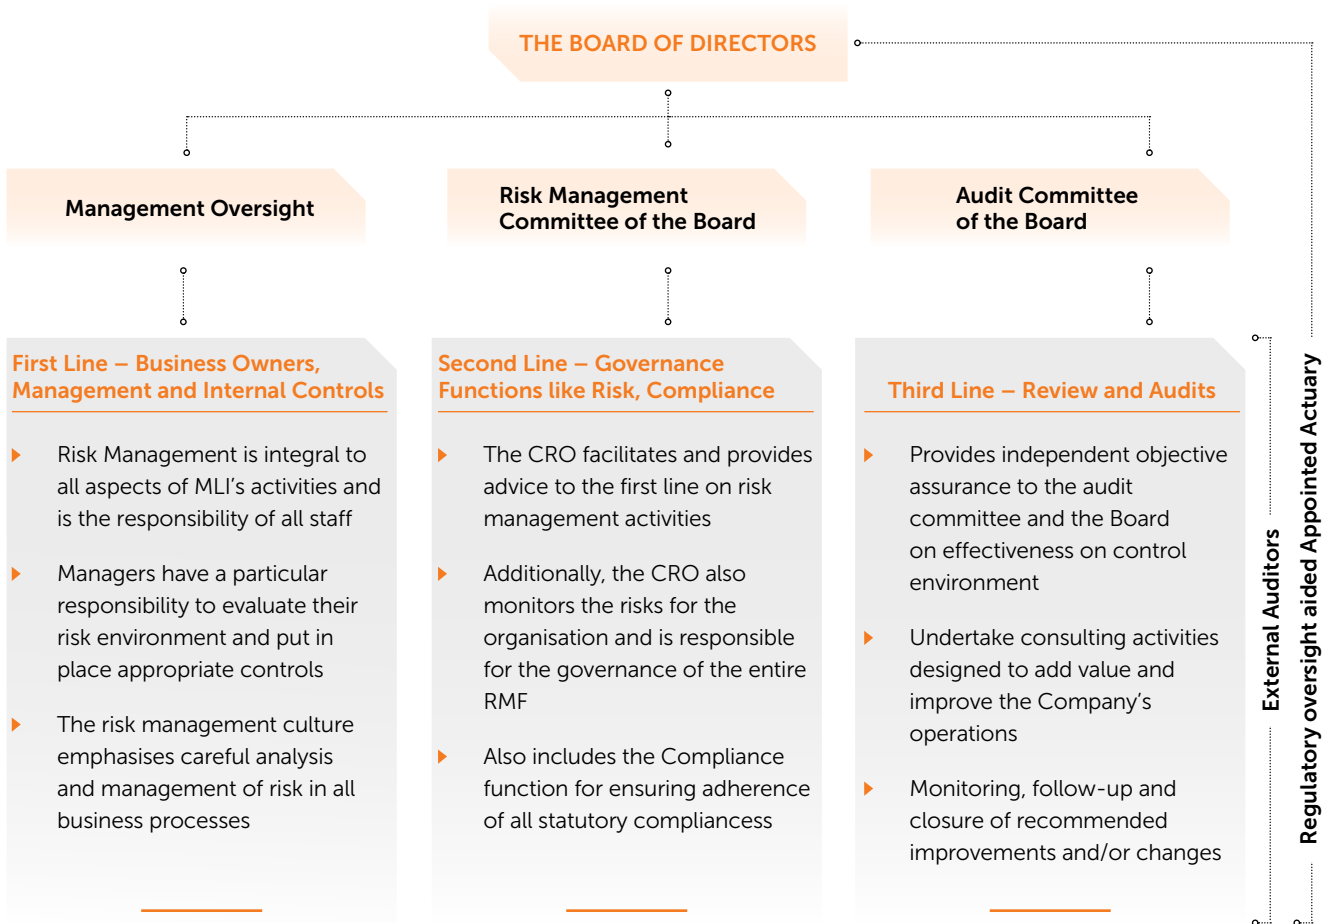 THE BOARD OF DIRECTORS
Management Oversight
Risk Management
Committee of the Board
Audit Committee
of the Board
First Line – Business Owners,
Management and Internal Controls
Risk Management is integral to
all aspects of MLI’s activities and
is the responsibility of all staff
Managers have a particular
responsibility to evaluate their
risk environment and put in
place appropriate controls
The risk management culture
emphasises careful analysis
and management of risk in all
business processes
Second Line – Governance
Functions like Risk, Compliance
The CRO facilitates and provides
advice to the first line on risk
management activities
Additionally, the CRO also
monitors the risks for the
organisation and is responsible
for the governance of the entire
RMF
Also includes the Compliance
function for ensuring adherence
of all statutory compliancess
Third Line – Review and Audits
Provides independent objective
assurance to the audit
committee and the Board
on effectiveness on control
environment
Undertake consulting activities
designed to add value and
improve the Company’s
operations
Monitoring, follow-up and
closure of recommended
improvements and/or changes
External Auditors
Regulatory oversight aided Appointed Actuary